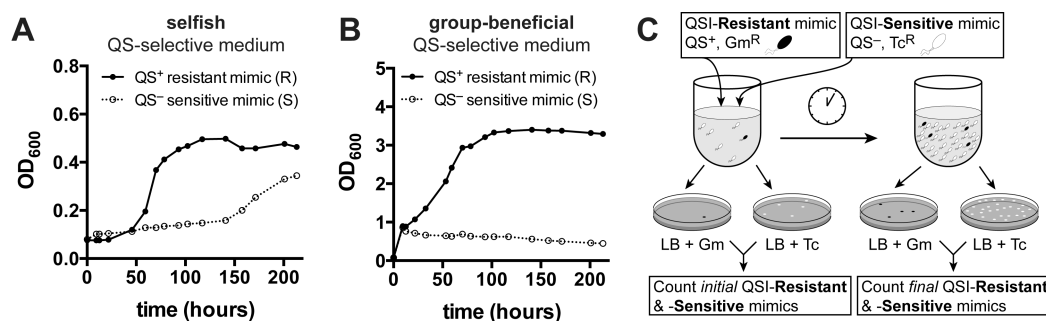 A
selfish
QS-selective medium
0.8
0.6
0.4
0.2
0.0
OD600
QS+ resistant mimic (R)
QS– sensitive mimic (S)
0 50 100 150 200
time (hours)
B
group-beneficial
QS-selective medium
5
4
3
2
1
0
OD600
QS+ resistant mimic (R)
QS– sensitive mimic (S)
0 50 100 150 200
time (hours)
C
QSI-Resistant mimic
QS+, GmR
QSI-Sensitive mimic
QS–, TcR
LB + Gm
LB + Tc
LB + Gm
LB + Tc
Count initial QSI-Resistant
& -Sensitive mimics
Count final QSI-Resistant
& -Sensitive mimics